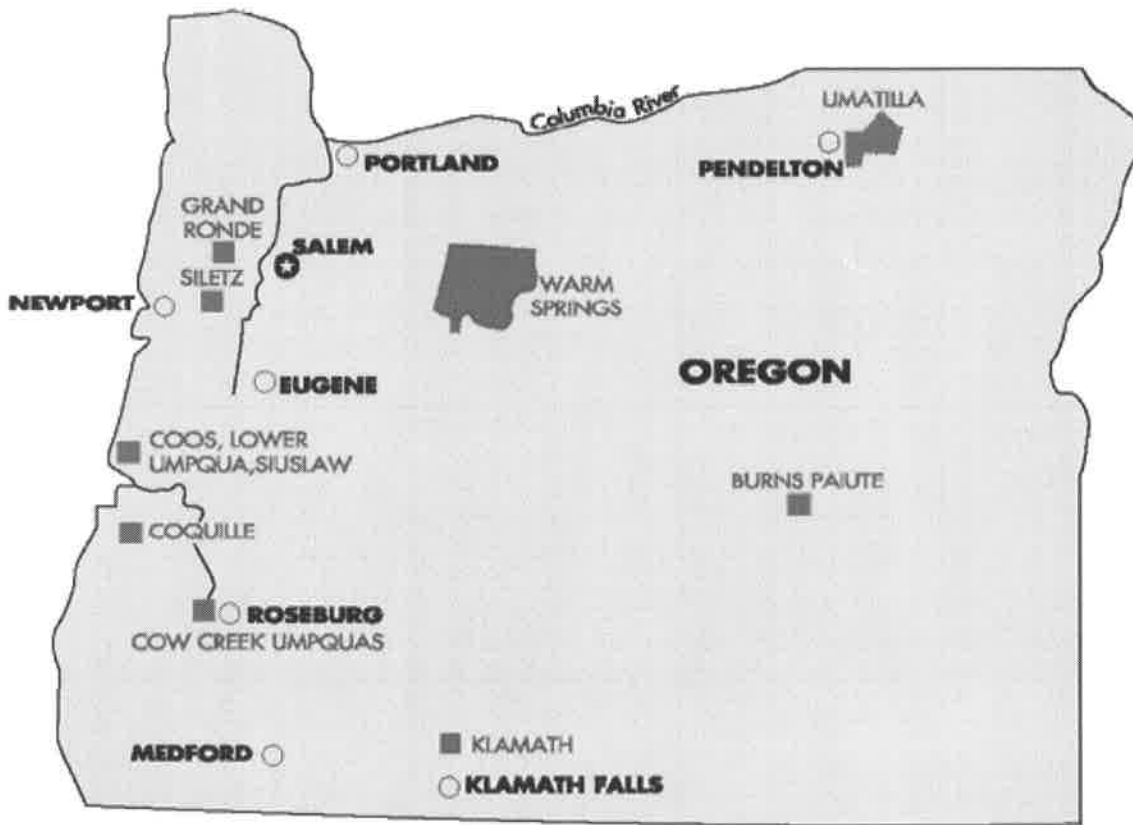 Columbia River
UMATILLA
PORTLAND
PENDELTON
GRAND
RONDE
SALEM
SILETZ
WARM
SPRINGS
NEWPORT
OREGON
EUGENE
COOS, LOWER
UMPQUA,SIUSLAW
BURNS PAIUTE
COQUILLE
ROSEBURG
COW CREEK UMPQUAS
KLAMATH
MEDFORD
KLAMATH FALLS